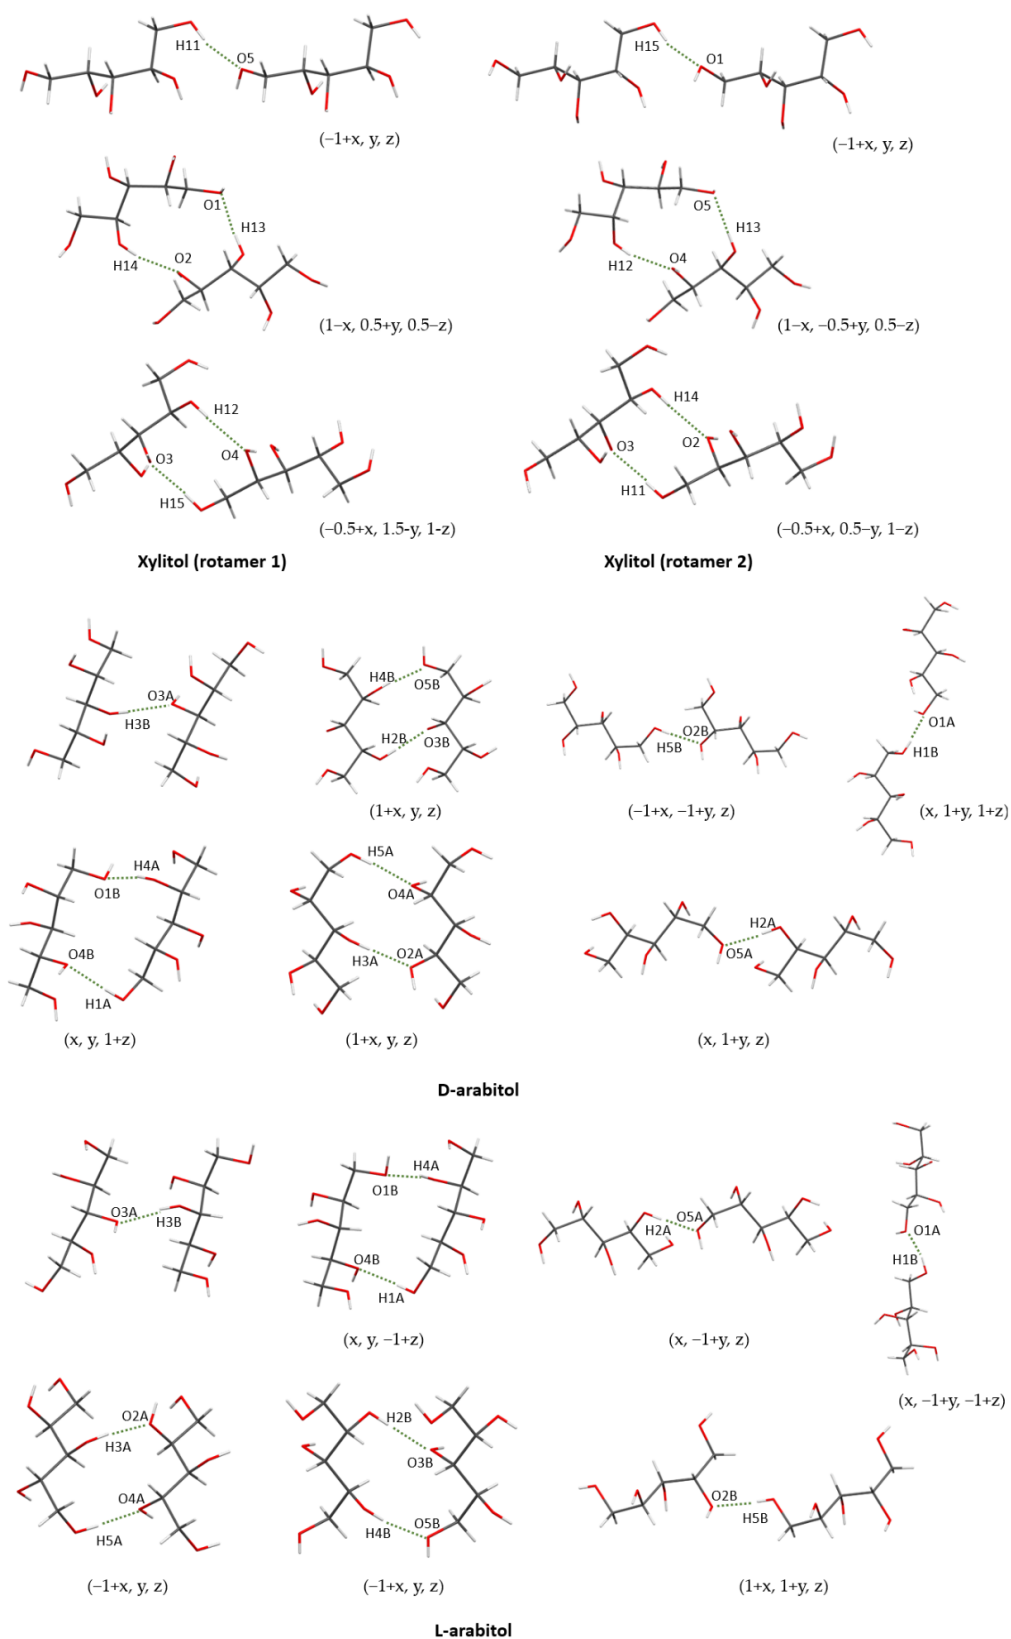 H11
O5
(−1+x, y, z)
H15
O1
(−1+x, y, z)
O1
H13
H14
O2
(1−x, 0.5+y, 0.5−z)
O5
H13
H12
O4
(1−x, −0.5+y, 0.5−z)
H12
O3
O4
H15
(−0.5+x, 1.5-y, 1-z)
H14
O3
O2
H11
(−0.5+x, 0.5−y, 1−z)
Xylitol (rotamer 1)
Xylitol (rotamer 2)
O3A
H3B
H4B
O5B
H2B
O3B
(1+x, y, z)
H5B
O2B
(−1+x, −1+y, z)
O1A
H1B
(x, 1+y, 1+z)
O1B
H4A
O4B
H1A
(x, y, 1+z)
H5A
O4A
H3A
O2A
(1+x, y, z)
H2A
O5A
(x, 1+y, z)
D-arabitol
O3A
H3B
H4A
O1B
O4B
H1A
(x, y, −1+z)
O5A
H2A
(x, −1+y, z)
O1A
H1B
(x, −1+y, −1+z)
O2A
H3A
O4A
H5A
(−1+x, y, z)
H2B
O3B
H4B
O5B
(−1+x, y, z)
O2B
H5B
(1+x, 1+y, z)
L-arabitol